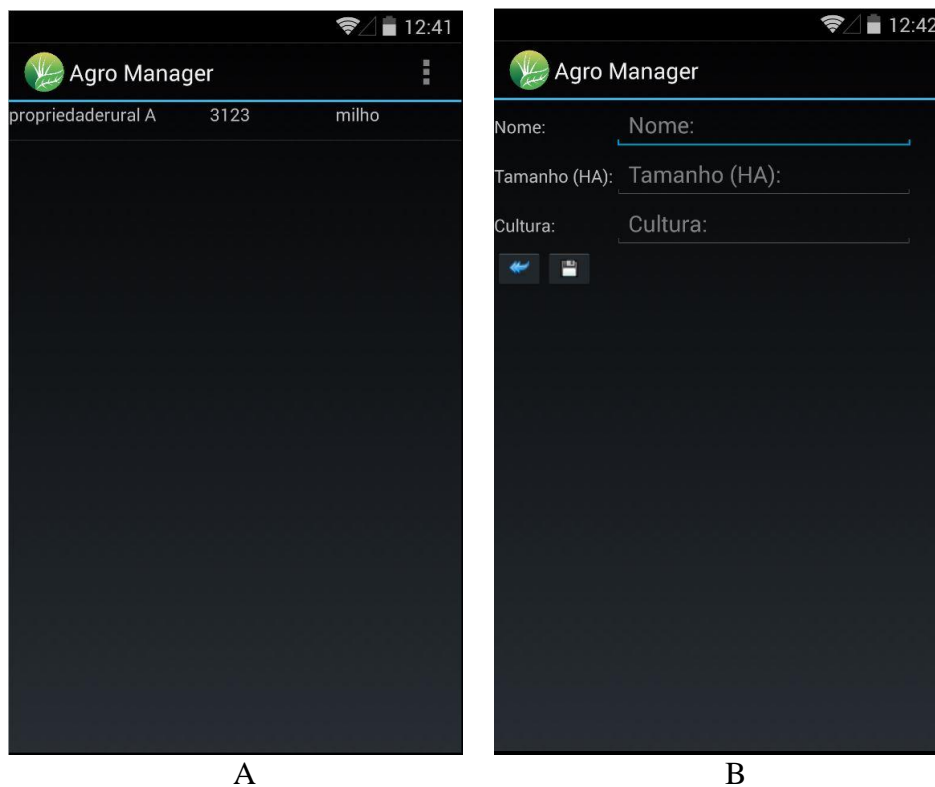 12:41
Agro Manager
propriedaderural A 3123 milho
A
12:42
Agro Manager
Nome: Nome:
Tamanho (HA): Tamanho (HA):
Cultura: Cultura:
B